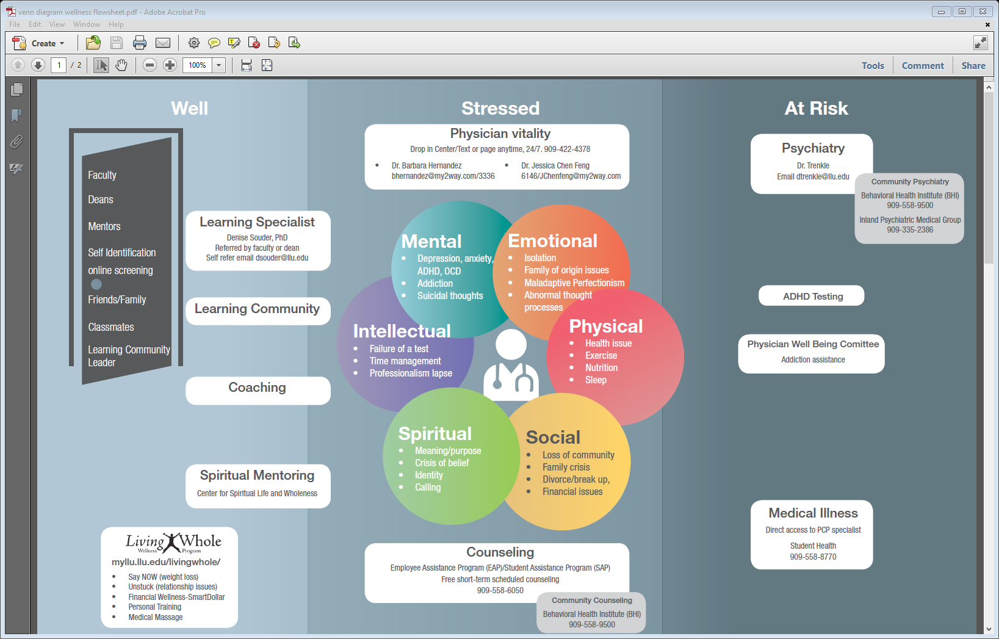 venn diagram wellness flowsheet.pdf - Adobe Acrobat Pro
File Edit View Window Help
Create
1 / 2
100%
Tools Comment Share
Well
Stressed
At Risk
Faculty
Deans
Mentors
Self Identification
online screening
Friends/Family
Classmates
Learning Community
Leader
Learning Specialist
Denise Souder, PhD
Referred by faculty or dean
Self refer email dsouder@llu.edu
Learning Community
Coaching
Spiritual Mentoring
Center for Spiritual Life and Wholeness
Living Whole
Wellness Program
myllu.llu.edu/livingwhole/
• Say NOW (weight loss)
• Unstuck (relationship issues)
• Financial Wellness-SmartDollar
• Personal Training
• Medical Massage
Physician vitality
Drop in Center/Text or page anytime, 24/7. 909-422-4378
• Dr. Barbara Hernandez
bhernandez@my2way.com/3336
• Dr. Jessica Chen Feng
6146/JChenfeng@my2way.com
Mental
• Depression, anxiety,
ADHD, OCD
• Addiction
• Suicidal thoughts
Emotional
• Isolation
• Family of origin issues
• Maladaptive Perfectionism
• Abnormal thought
processes
Intellectual
• Failure of a test
• Time management
• Professionalism lapse
Physical
• Health issue
• Exercise
• Nutrition
• Sleep
Spiritual
• Meaning/purpose
• Crisis of belief
• Identity
• Calling
Social
• Loss of community
• Family crisis
• Divorce/break up,
• Financial issues
Counseling
Employee Assistance Program (EAP)/Student Assistance Program (SAP)
Free short-term scheduled counseling
909-558-6050
Community Counseling
Behavioral Health Institute (BHI)
909-558-9500
Psychiatry
Dr. Trenkle
Email dtrenkle@llu.edu
Community Psychiatry
Behavioral Health Institute (BHI)
909-558-9500
Inland Psychiatric Medical Group
909-335-2386
ADHD Testing
Physician Well Being Comittee
Addiction assistance
Medical Illness
Direct access to PCP specialist
Student Health
909-558-8770